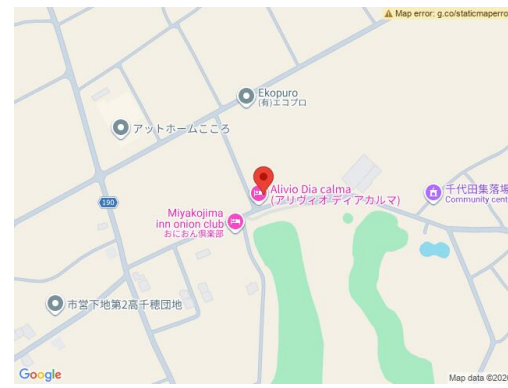 Map error: g.co/staticmaperro
Ekopuro
(有)エコプロ
アットホームこころ
Alivio Dia calma
(アリヴィオ ディアカルマ)
千代田集落場
Community cent
190
Miyakojima
inn onion club
おにおん倶楽部
市営下地第2高千穂団地
Google
Map data ©2026